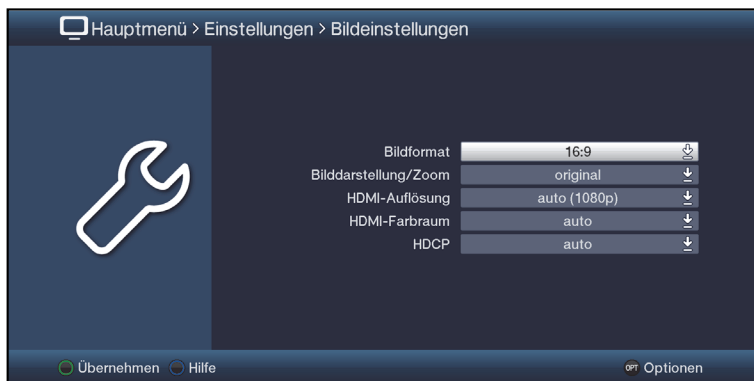 Hauptmenü > Einstellungen > Bildeinstellungen
Bildformat 16:9
Bilddarstellung/Zoom original
HDMI-Auflösung auto (1080p)
HDMI-Farbraum auto
HDCP auto
Übernehmen Hilfe OPT Optionen